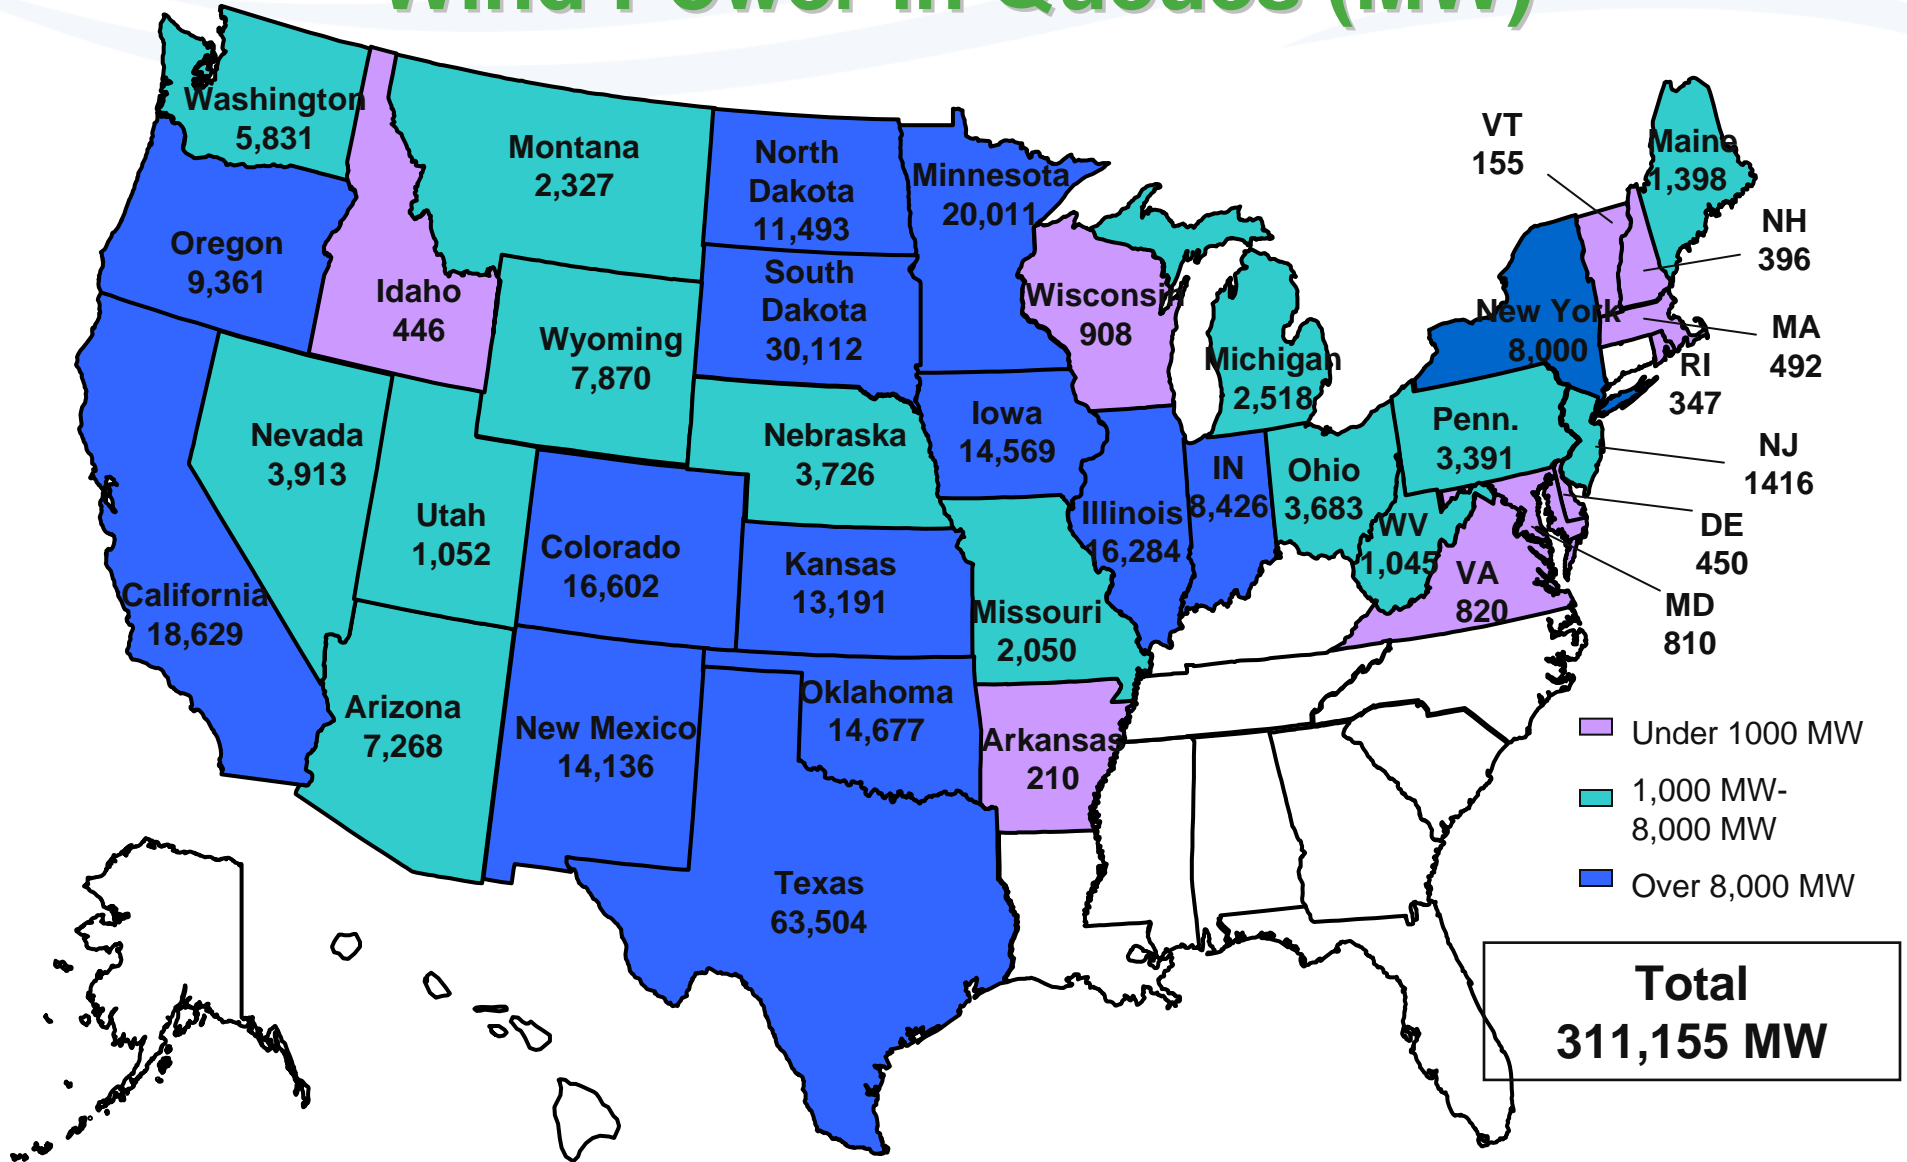 Wind Power in Queues (MW)
Washington
5,831
Montana
2,327
North
Dakota
11,493
Minnesota
20,011
VT
155
Maine
1,398
NH
396
Oregon
9,361
Idaho
446
Wyoming
7,870
South
Dakota
30,112
Wisconsin
908
Michigan
2,518
New York
8,000
MA
492
RI
347
Nevada
3,913
Utah
1,052
Colorado
16,602
Nebraska
3,726
Iowa
14,569
Illinois
16,284
IN
8,426
Ohio
3,683
Penn.
3,391
NJ
1416
WV
1,045
VA
820
DE
450
MD
810
California
18,629
Kansas
13,191
Missouri
2,050
Arizona
7,268
New Mexico
14,136
Oklahoma
14,677
Arkansas
210
Texas
63,504
Under 1000 MW
1,000 MW-
8,000 MW
Over 8,000 MW
Total
311,155 MW